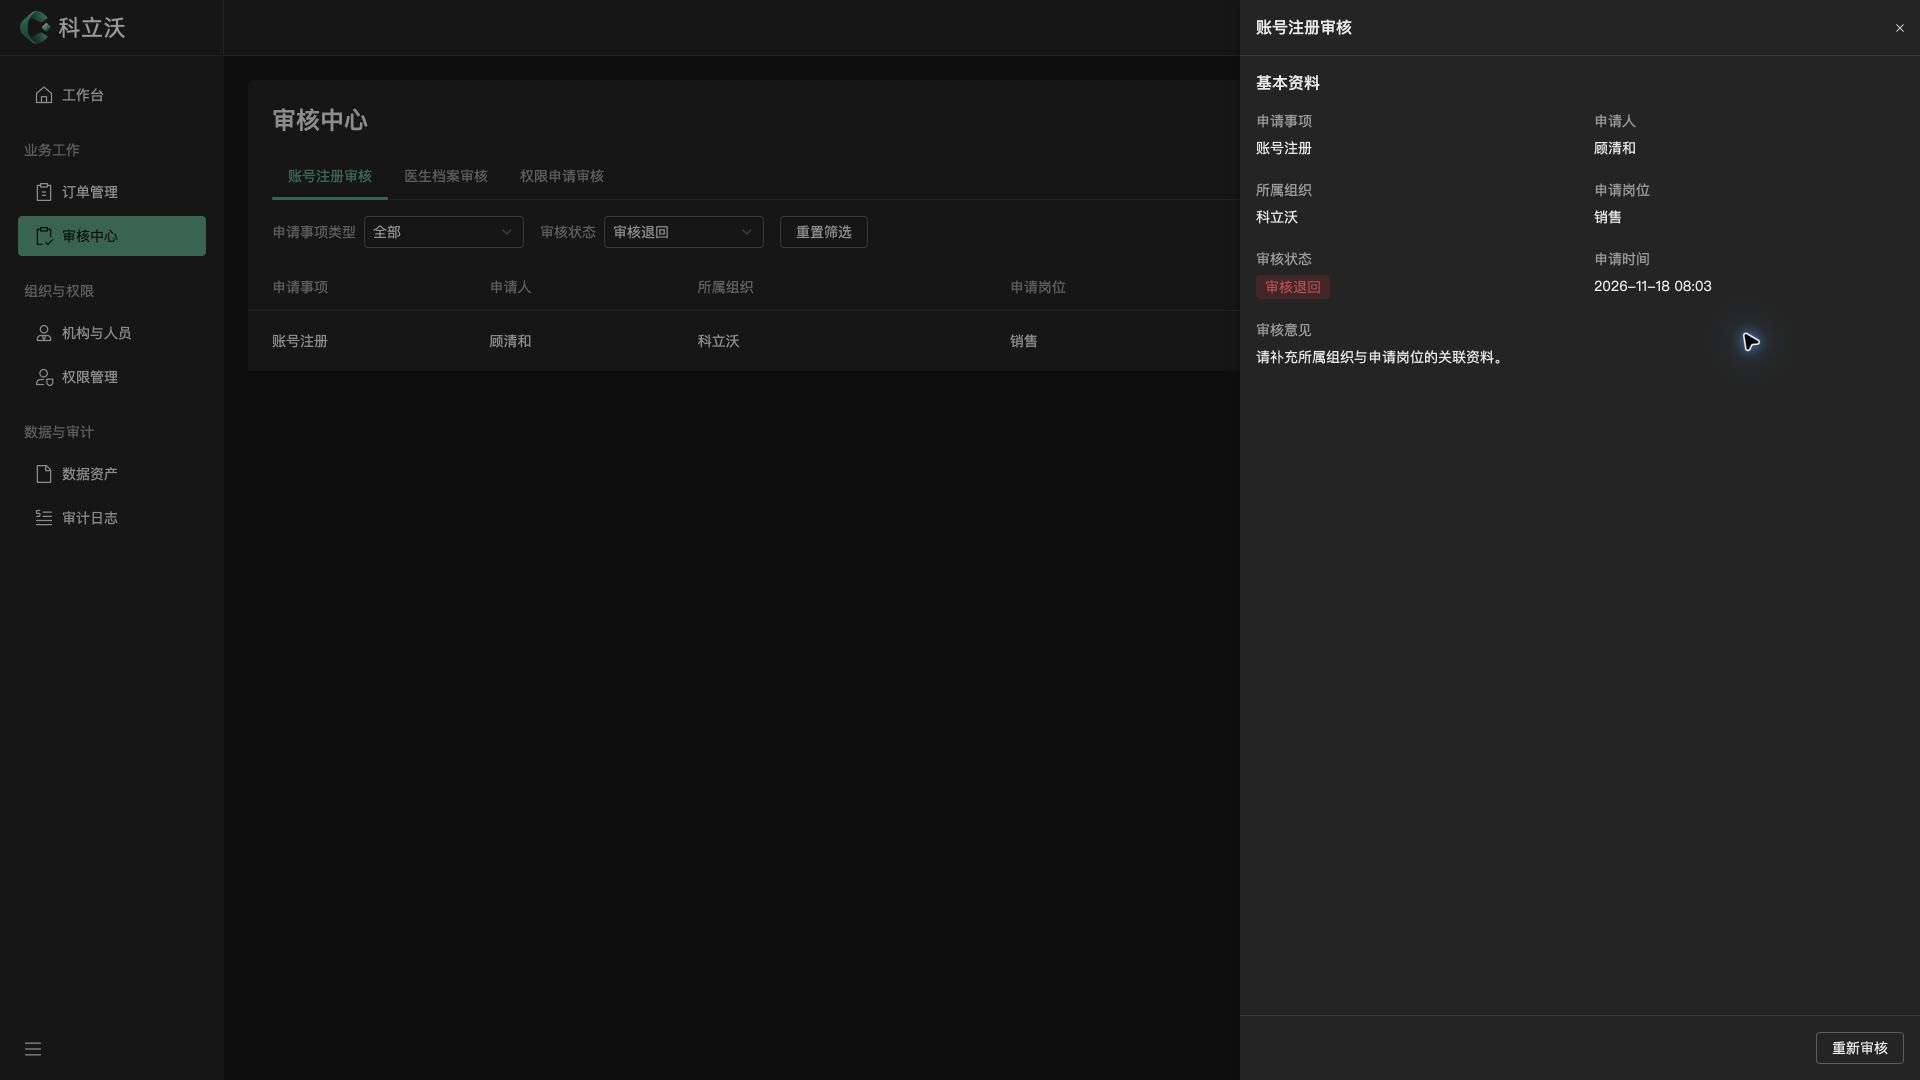 科立沃
工作台
业务工作
订单管理
审核中心
组织与权限
机构与人员
权限管理
数据与审计
数据资产
审计日志
审核中心
账号注册审核 医生档案审核 权限申请审核
申请事项类型 全部 审核状态 审核退回 重置筛选
申请事项 申请人 所属组织 申请岗位
账号注册 顾清和 科立沃 销售
账号注册审核
基本资料
申请事项 申请人
账号注册 顾清和
所属组织 申请岗位
科立沃 销售
审核状态 申请时间
审核退回 2026-11-18 08:03
审核意见
请补充所属组织与申请岗位的关联资料。
重新审核